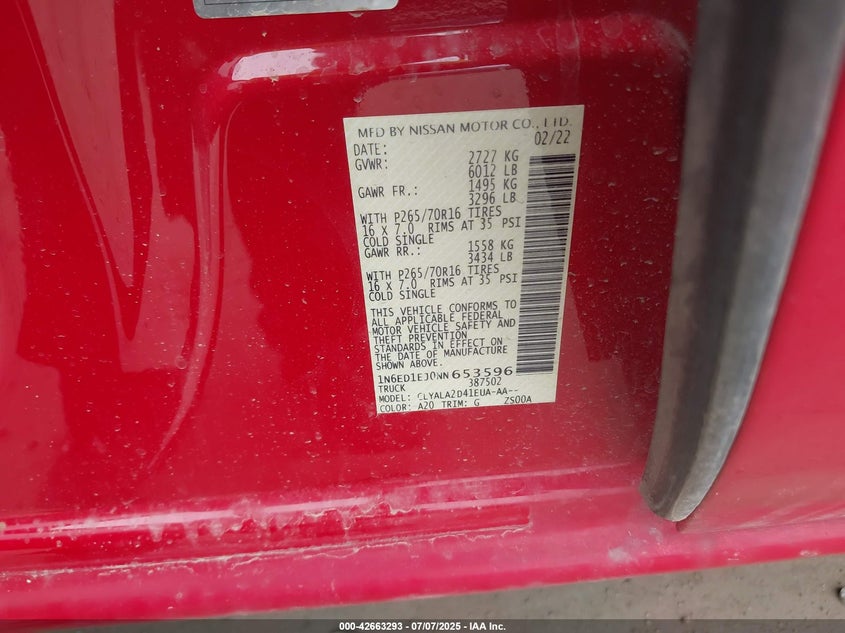 MFD BY NISSAN MOTOR CO., LTD.
DATE: 02/22
GVWR: 2727 KG
6012 LB
GAWR FR.: 1495 KG
3296 LB
WITH P265/70R16 TIRES
16 X 7.0 RIMS AT 35 PSI
COLD SINGLE
GAWR RR.: 1558 KG
3434 LB
WITH P265/70R16 TIRES
16 X 7.0 RIMS AT 35 PSI
COLD SINGLE
THIS VEHICLE CONFORMS TO
ALL APPLICABLE FEDERAL
MOTOR VEHICLE SAFETY AND
THEFT PREVENTION
STANDARDS IN EFFECT ON
THE DATE OF MANUFACTURE
SHOWN ABOVE.
1N6ED1EJ0NN653596
TRUCK 387502
MODEL: CLYALA2D41EUA-AA--
COLOR: A20 TRIM: G ZS00A
000-42663293 - 07/07/2025 - IAA Inc.